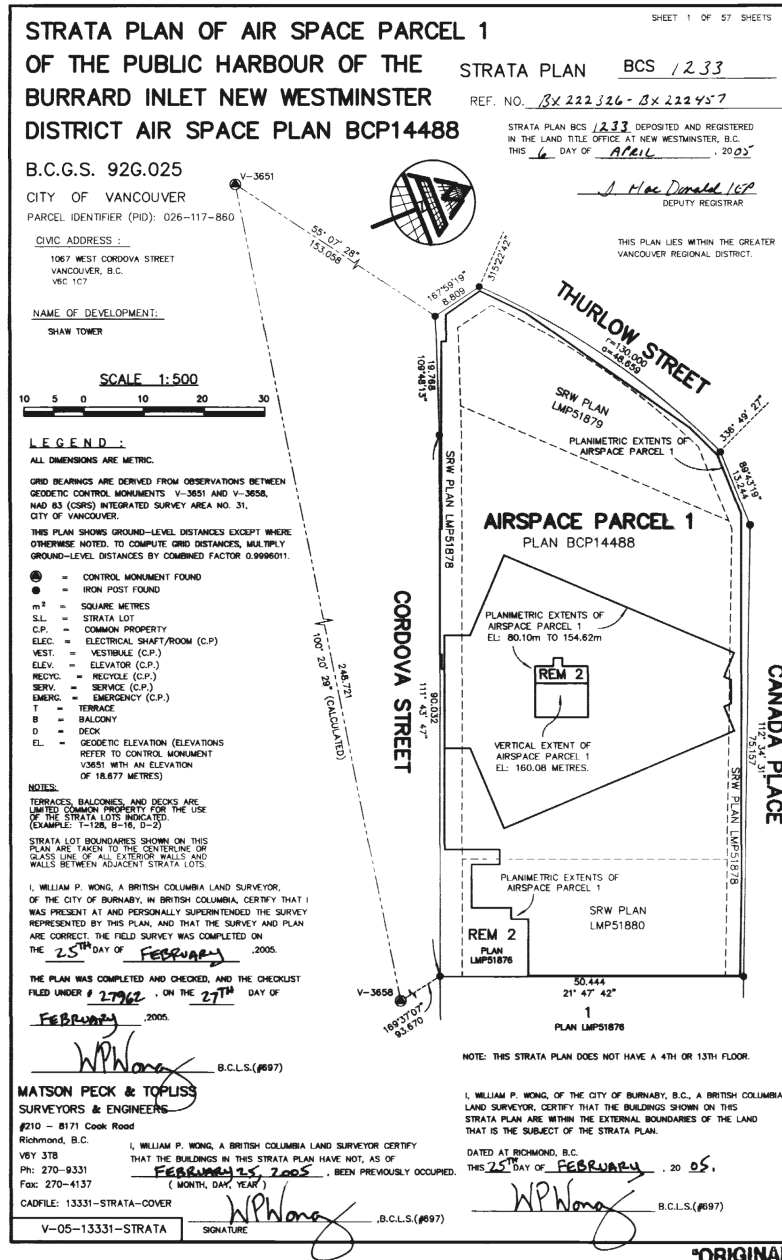 SHEET 1 OF 57 SHEETS
STRATA PLAN OF AIR SPACE PARCEL 1
OF THE PUBLIC HARBOUR OF THE
BURRARD INLET NEW WESTMINSTER
DISTRICT AIR SPACE PLAN BCP14488
STRATA PLAN BCS 1233
REF. NO. BX 222326 - BX 222457
STRATA PLAN BCS 1233 DEPOSITED AND REGISTERED
IN THE LAND TITLE OFFICE AT NEW WESTMINSTER, B.C.
THIS 6 DAY OF APRIL , 2005
J. MacDonald
DEPUTY REGISTRAR
THIS PLAN LIES WITHIN THE GREATER
VANCOUVER REGIONAL DISTRICT.
B.C.G.S. 92G.025
CITY OF VANCOUVER
PARCEL IDENTIFIER (PID): 026-117-860
CIVIC ADDRESS :
1067 WEST CORDOVA STREET
VANCOUVER, B.C.
V6C 1C7
NAME OF DEVELOPMENT:
SHAW TOWER
SCALE 1:500
10 5 0 10 20 30
LEGEND :
ALL DIMENSIONS ARE METRIC.
GRID BEARINGS ARE DERIVED FROM OBSERVATIONS BETWEEN
GEODETIC CONTROL MONUMENTS V-3651 AND V-3658,
NAD 83 (CSRS) INTEGRATED SURVEY AREA NO. 31,
CITY OF VANCOUVER.
THIS PLAN SHOWS GROUND-LEVEL DISTANCES EXCEPT WHERE
OTHERWISE NOTED. TO COMPUTE GRID DISTANCES, MULTIPLY
GROUND-LEVEL DISTANCES BY COMBINED FACTOR 0.9996011.
= CONTROL MONUMENT FOUND
= IRON POST FOUND
m² = SQUARE METRES
S.L. = STRATA LOT
C.P. = COMMON PROPERTY
ELEC. = ELECTRICAL SHAFT/ROOM (C.P)
VEST. = VESTIBULE (C.P.)
ELEV. = ELEVATOR (C.P.)
RECYC. = RECYCLE (C.P.)
SERV. = SERVICE (C.P.)
EMERG. = EMERGENCY (C.P.)
T = TERRACE
B = BALCONY
D = DECK
EL. = GEODETIC ELEVATION (ELEVATIONS
REFER TO CONTROL MONUMENT
V3651 WITH AN ELEVATION
OF 18.677 METRES)
NOTES:
TERRACES, BALCONIES, AND DECKS ARE
LIMITED COMMON PROPERTY FOR THE USE
OF THE STRATA LOTS INDICATED.
(EXAMPLE: T-128, B-16, D-2)
STRATA LOT BOUNDARIES SHOWN ON THIS
PLAN ARE TAKEN TO THE CENTERLINE OR
GLASS LINE OF ALL EXTERIOR WALLS AND
WALLS BETWEEN ADJACENT STRATA LOTS.
I, WILLIAM P. WONG, A BRITISH COLUMBIA LAND SURVEYOR,
OF THE CITY OF BURNABY, IN BRITISH COLUMBIA, CERTIFY THAT I
WAS PRESENT AT AND PERSONALLY SUPERINTENDED THE SURVEY
REPRESENTED BY THIS PLAN, AND THAT THE SURVEY AND PLAN
ARE CORRECT. THE FIELD SURVEY WAS COMPLETED ON
THE 25TH DAY OF FEBRUARY ,2005.
THE PLAN WAS COMPLETED AND CHECKED, AND THE CHECKLIST
FILED UNDER # 27962 , ON THE 27TH DAY OF
FEBRUARY ,2005.
WPWong B.C.L.S.(#697)
MATSON PECK & TOPLISS
SURVEYORS & ENGINEERS
#210 - 8171 Cook Road
Richmond, B.C.
V6Y 3T8
Ph: 270-9331
Fax: 270-4137
CADFILE: 13331-STRATA-COVER
V-05-13331-STRATA
I, WILLIAM P. WONG, A BRITISH COLUMBIA LAND SURVEYOR CERTIFY
THAT THE BUILDINGS IN THIS STRATA PLAN HAVE NOT, AS OF
FEBRUARY 25, 2005 , BEEN PREVIOUSLY OCCUPIED.
( MONTH, DAY, YEAR )
WPWong ,B.C.L.S.(#697)
SIGNATURE
V-3651
55° 07' 28"
153.058
167°59'19"
8.809
315°22'42"
THURLOW STREET
r=130.000
a=48.659
SRW PLAN
LMP51879
336° 49' 27"
89°43'19"
13.244
19.768
109°48'13"
PLANIMETRIC EXTENTS OF
AIRSPACE PARCEL 1
SRW PLAN LMP51878
AIRSPACE PARCEL 1
PLAN BCP14488
CORDOVA STREET
PLANIMETRIC EXTENTS OF
AIRSPACE PARCEL 1
EL: 80.10m TO 154.62m
REM 2
VERTICAL EXTENT OF
AIRSPACE PARCEL 1
EL: 160.08 METRES.
90.032
111° 43' 47"
248.721
100° 20' 29" (CALCULATED)
CANADA PLACE
112° 34' 31"
75.157
SRW PLAN LMP51878
PLANIMETRIC EXTENTS OF
AIRSPACE PARCEL 1
SRW PLAN
LMP51880
REM 2
PLAN
LMP51876
V-3658
169°37'07"
93.670
50.444
21° 47' 42"
1
PLAN LMP51876
NOTE: THIS STRATA PLAN DOES NOT HAVE A 4TH OR 13TH FLOOR.
I, WILLIAM P. WONG, OF THE CITY OF BURNABY, B.C., A BRITISH COLUMBIA
LAND SURVEYOR, CERTIFY THAT THE BUILDINGS SHOWN ON THIS
STRATA PLAN ARE WITHIN THE EXTERNAL BOUNDARIES OF THE LAND
THAT IS THE SUBJECT OF THE STRATA PLAN.
DATED AT RICHMOND, B.C.
THIS 25TH DAY OF FEBRUARY , 20 05.
WPWong B.C.L.S.(#697)
"ORIGINAL